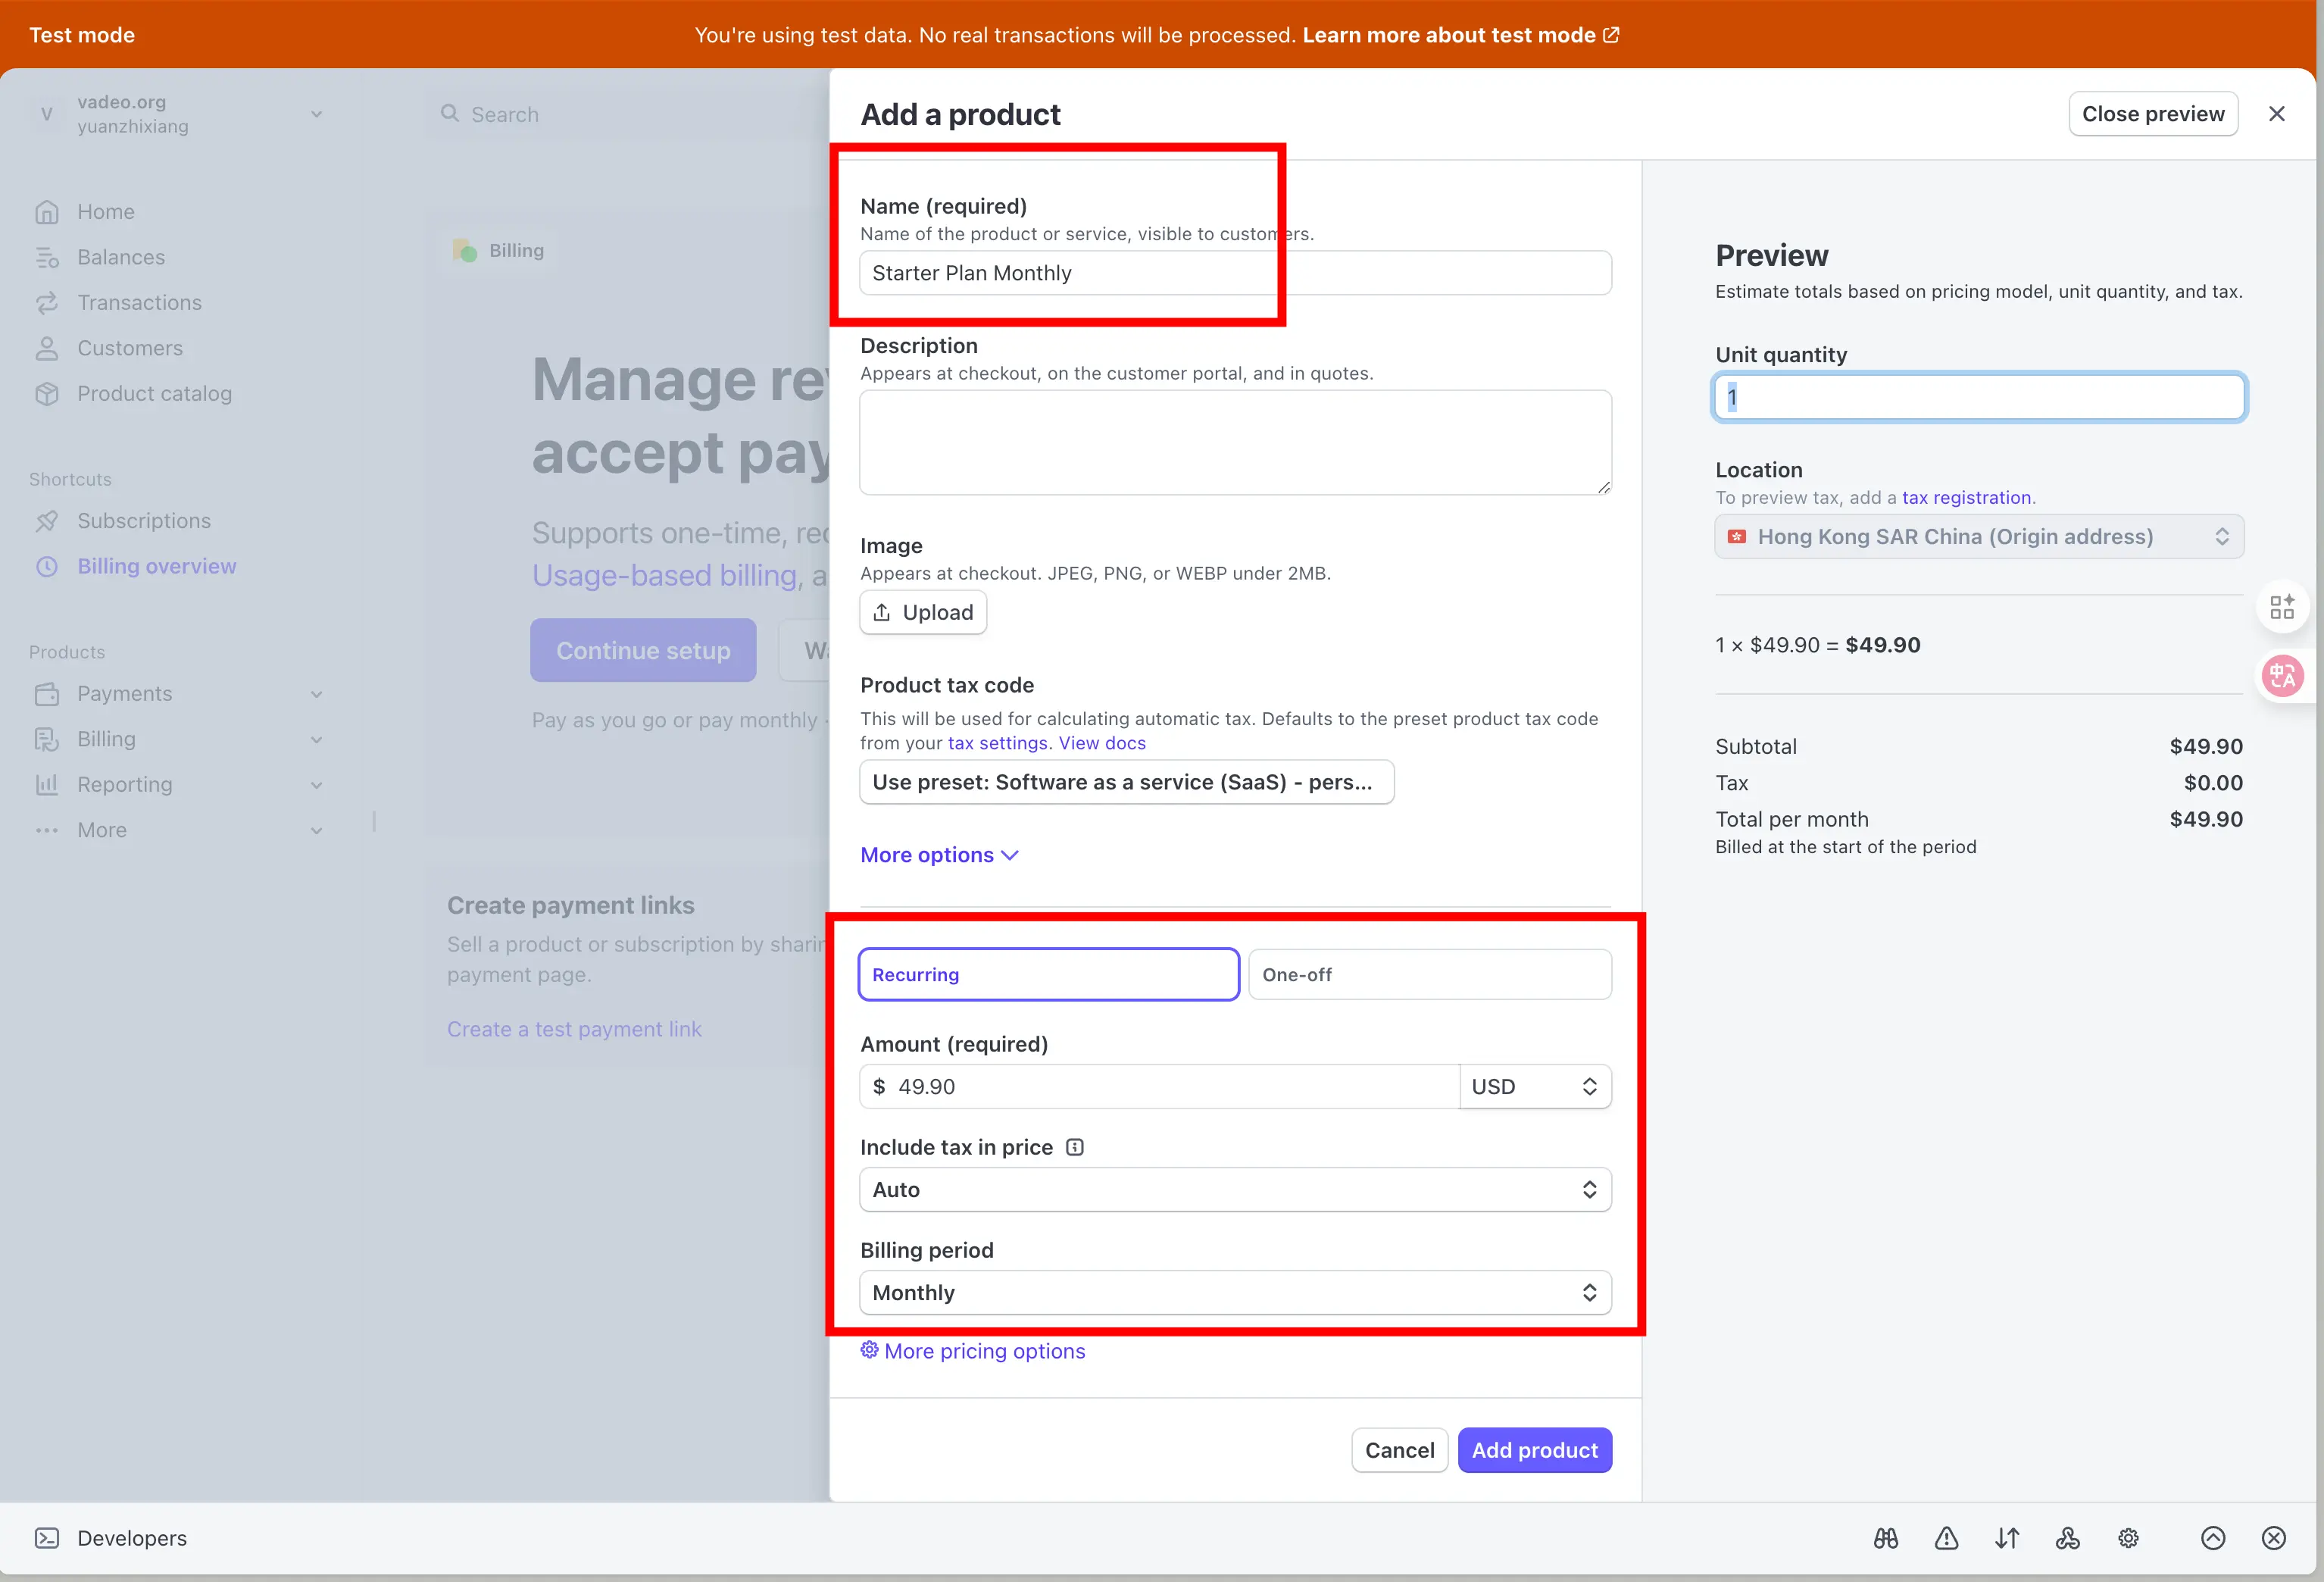 Test mode
You're using test data. No real transactions will be processed. Learn more about test mode
V
vadeo.org
yuanzhixiang
Search
Home
Balances
Transactions
Customers
Product catalog
Shortcuts
Subscriptions
Billing overview
Products
Payments
Billing
Reporting
More
Billing
Manage rev
accept pay
Supports one-time, rec
Usage-based billing, a
Continue setup
Wa
Pay as you go or pay monthly ·
Create payment links
Sell a product or subscription by sharin
payment page.
Create a test payment link
Add a product
Close preview
Name (required)
Name of the product or service, visible to customers.
Starter Plan Monthly
Description
Appears at checkout, on the customer portal, and in quotes.
Image
Appears at checkout. JPEG, PNG, or WEBP under 2MB.
Upload
Product tax code
This will be used for calculating automatic tax. Defaults to the preset product tax code
from your tax settings. View docs
Use preset: Software as a service (SaaS) - pers...
More options
Recurring
One-off
Amount (required)
$ 49.90
USD
Include tax in price
Auto
Billing period
Monthly
More pricing options
Cancel
Add product
Preview
Estimate totals based on pricing model, unit quantity, and tax.
Unit quantity
1
Location
To preview tax, add a tax registration.
Hong Kong SAR China (Origin address)
1 × $49.90 = $49.90
Subtotal $49.90
Tax $0.00
Total per month $49.90
Billed at the start of the period
中A
Developers